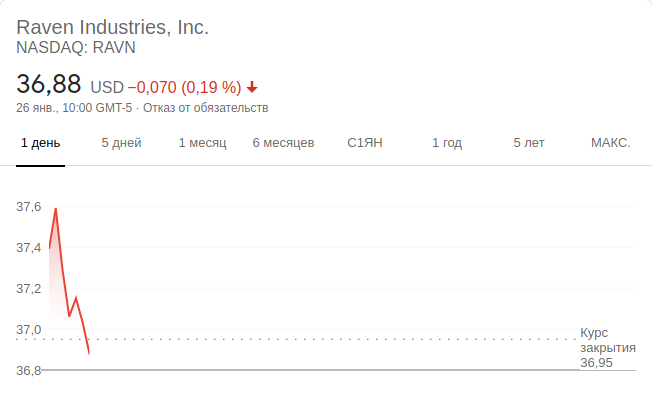 Raven Industries, Inc.
NASDAQ: RAVN
36,88 USD −0,070 (0,19 %)
26 янв., 10:00 GMT-5 · Отказ от обязательств
1 день 5 дней 1 месяц 6 месяцев С1ЯН 1 год 5 лет МАКС.
37,6
37,4
37,2
37,0
36,8
Курс
закрытия
36,95